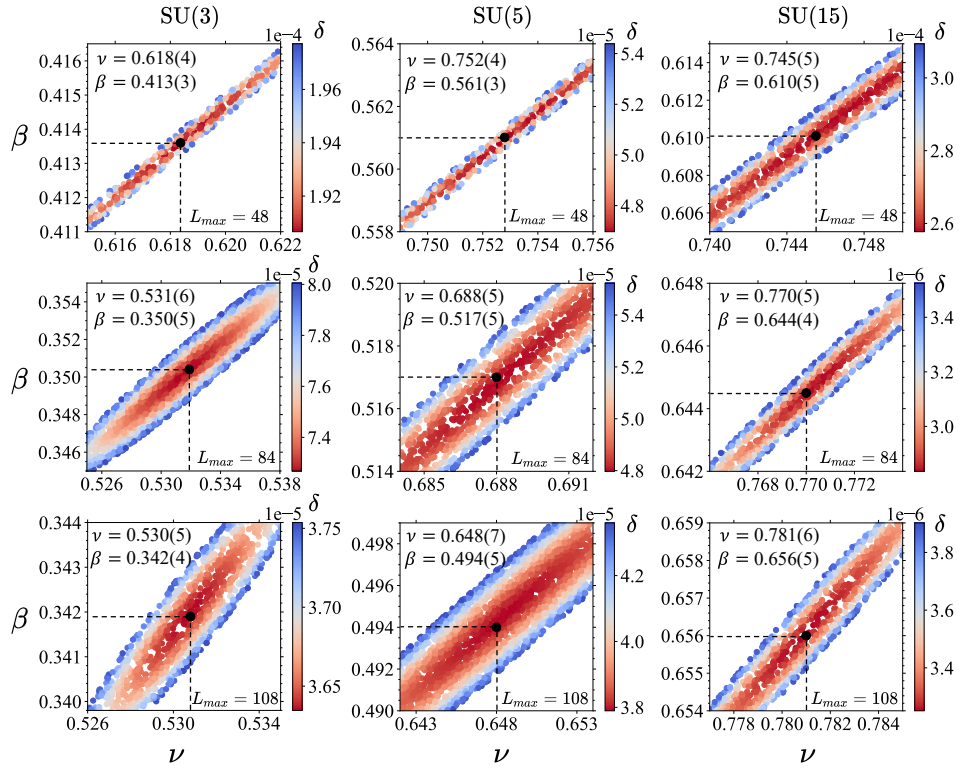 SU(3)
SU(5)
SU(15)
1e−4 δ
ν = 0.618(4)
β = 0.413(3)
L_max = 48
β
0.416
0.415
0.414
0.413
0.412
0.411
0.616
0.618
0.620
0.622
1.96
1.94
1.92
1e−5 δ
ν = 0.752(4)
β = 0.561(3)
L_max = 48
0.564
0.562
0.560
0.558
0.750
0.752
0.754
0.756
5.4
5.2
5.0
4.8
1e−4 δ
ν = 0.745(5)
β = 0.610(5)
L_max = 48
0.614
0.612
0.610
0.608
0.606
0.740
0.744
0.748
3.0
2.8
2.6
1e−5 δ
ν = 0.531(6)
β = 0.350(5)
L_max = 84
β
0.354
0.352
0.350
0.348
0.346
0.526
0.530
0.534
0.538
8.0
7.8
7.6
7.4
1e−5
δ
ν = 0.688(5)
β = 0.517(5)
L_max = 84
0.520
0.518
0.516
0.514
0.685
0.688
0.691
5.4
5.2
5.0
4.8
1e−6
δ
ν = 0.770(5)
β = 0.644(4)
L_max = 84
0.648
0.646
0.644
0.642
0.768
0.770
0.772
3.4
3.2
3.0
1e−5 δ
ν = 0.530(5)
β = 0.342(4)
L_max = 108
β
0.344
0.343
0.342
0.341
0.340
0.526
0.530
0.534
3.75
3.70
3.65
ν
1e−5
δ
ν = 0.648(7)
β = 0.494(5)
L_max = 108
0.498
0.496
0.494
0.492
0.490
0.643
0.648
0.653
4.2
4.0
3.8
ν
1e−6
δ
ν = 0.781(6)
β = 0.656(5)
L_max = 108
0.659
0.658
0.657
0.656
0.655
0.654
0.778
0.780
0.782
0.784
3.8
3.6
3.4
ν